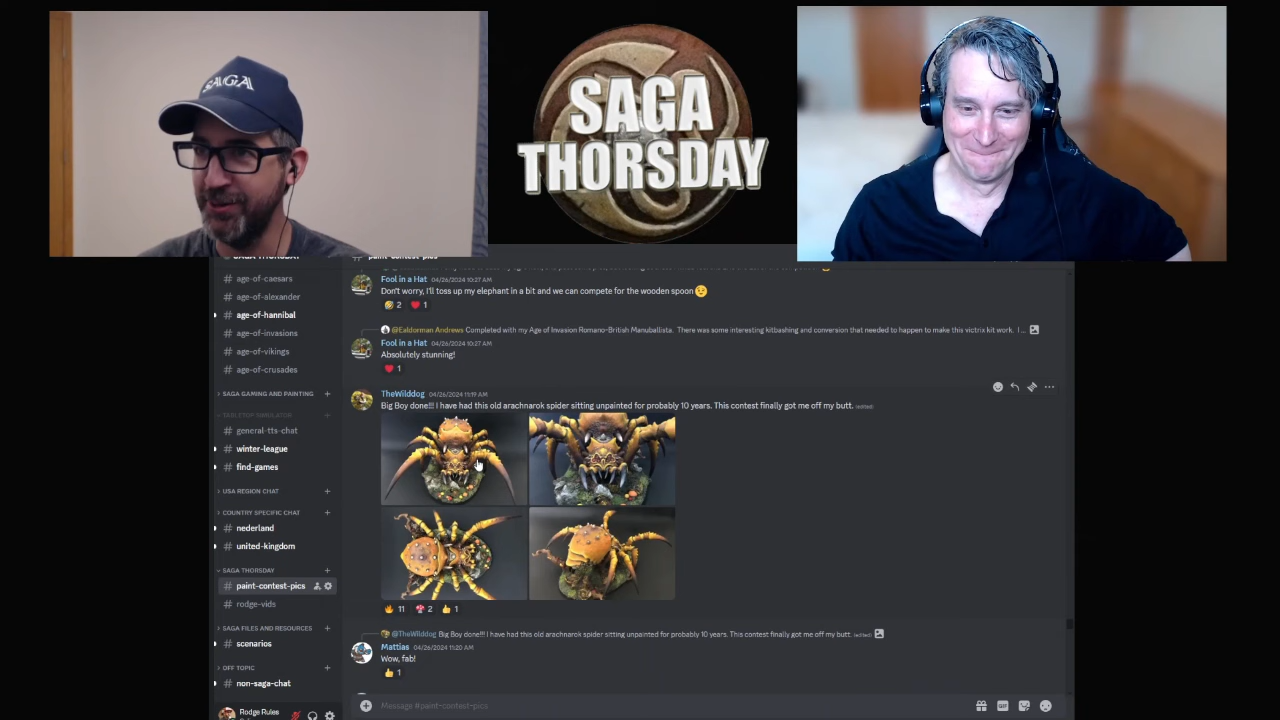 SAGA
SAGA
THORSDAY
SAGA THORSDAY
paint-contest-pics
# age-of-caesars
# age-of-alexander
# age-of-hannibal
# age-of-invasions
# age-of-vikings
# age-of-crusades
SAGA GAMING AND PAINTING +
TABLETOP SIMULATOR +
# general-tts-chat
# winter-league
# find-games
USA REGION CHAT +
COUNTRY SPECIFIC CHAT +
# nederland
# united-kingdom
SAGA THORSDAY +
# paint-contest-pics
# rodge-vids
SAGA FILES AND RESOURCES +
# scenarios
OFF TOPIC +
# non-saga-chat
Rodge Rules
Fool in a Hat 04/26/2024 10:27 AM
Don't worry, I'll toss up my elephant in a bit and we can compete for the wooden spoon 😉
2 1
@Ealdorman Andrews Completed with my Age of Invasion Romano-British Manuballista. There was some interesting kitbashing and conversion that needed to happen to make this victrix kit work. I ...
Fool in a Hat 04/26/2024 10:27 AM
Absolutely stunning!
1
TheWilddog 04/26/2024 11:19 AM
Big Boy done!!! I have had this old arachnarok spider sitting unpainted for probably 10 years. This contest finally got me off my butt. (edited)
11 2 1
@TheWilddog Big Boy done!!! I have had this old arachnarok spider sitting unpainted for probably 10 years. This contest finally got me off my butt. (edited)
Mattias 04/26/2024 11:20 AM
Wow, fab!
1
Message #paint-contest-pics
GIF